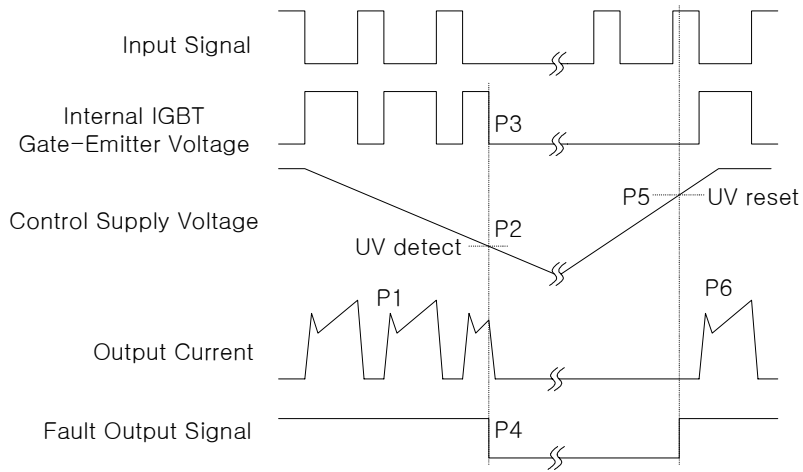 Input Signal
Internal IGBT
Gate-Emitter Voltage
P3
Control Supply Voltage
P5
UV reset
P2
UV detect
P1
P6
Output Current
Fault Output Signal
P4